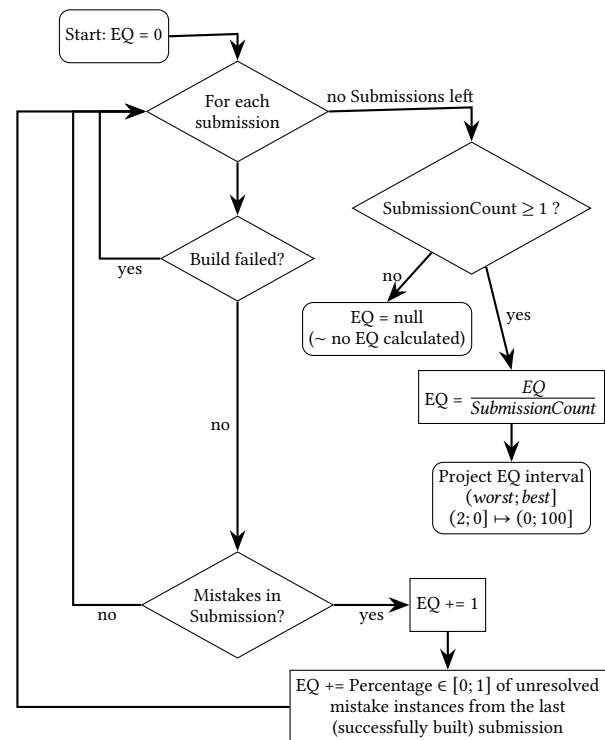 Start: EQ = 0
For each
submission
no Submissions left
SubmissionCount ≥ 1 ?
Build failed?
yes
no
EQ = null
(~ no EQ calculated)
yes
EQ = EQ / SubmissionCount
Project EQ interval
(worst; best]
(2; 0] ↦ (0; 100]
no
Mistakes in
Submission?
no
yes
EQ += 1
EQ += Percentage ∈ [0; 1] of unresolved
mistake instances from the last
(successfully built) submission